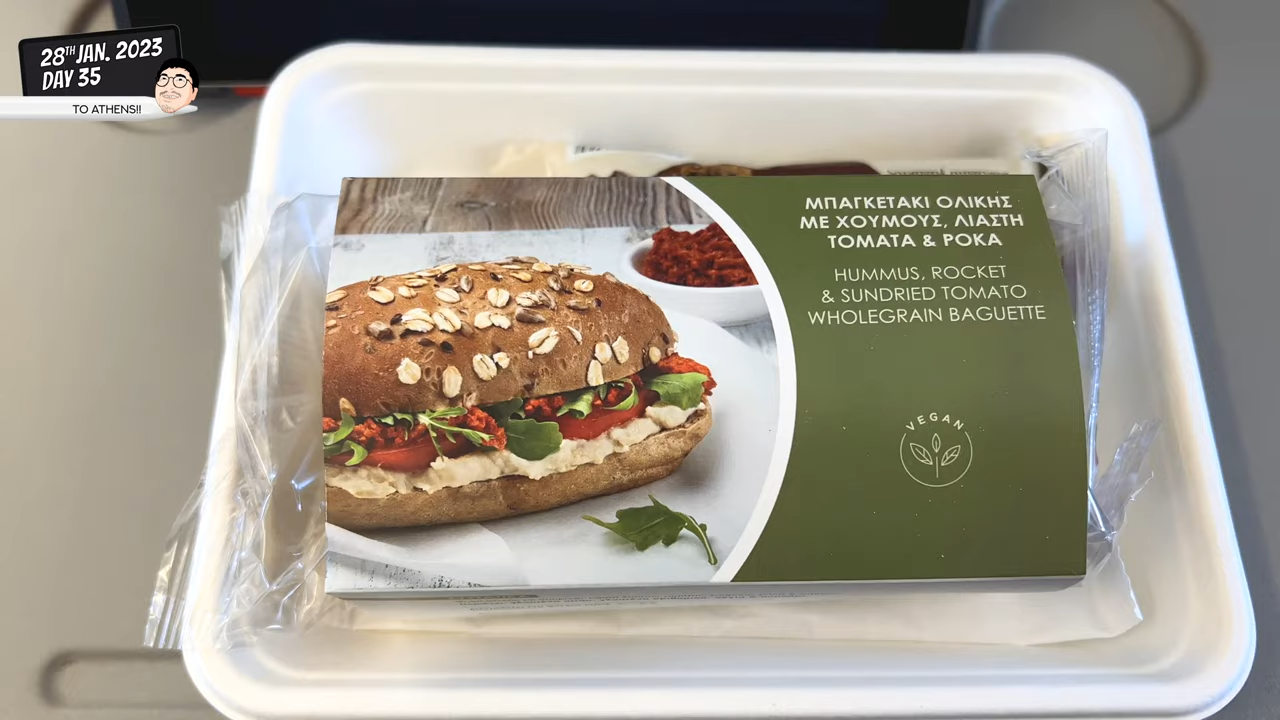 28TH JAN. 2023
DAY 35
TO ATHENS!!
ΜΠΑΓΚΕΤΑΚΙ ΟΛΙΚΗΣ
ΜΕ ΧΟΥΜΟΥΣ, ΛΙΑΣΤΗ
ΤΟΜΑΤΑ & ΡΟΚΑ
HUMMUS, ROCKET
& SUNDRIED TOMATO
WHOLEGRAIN BAGUETTE
VEGAN